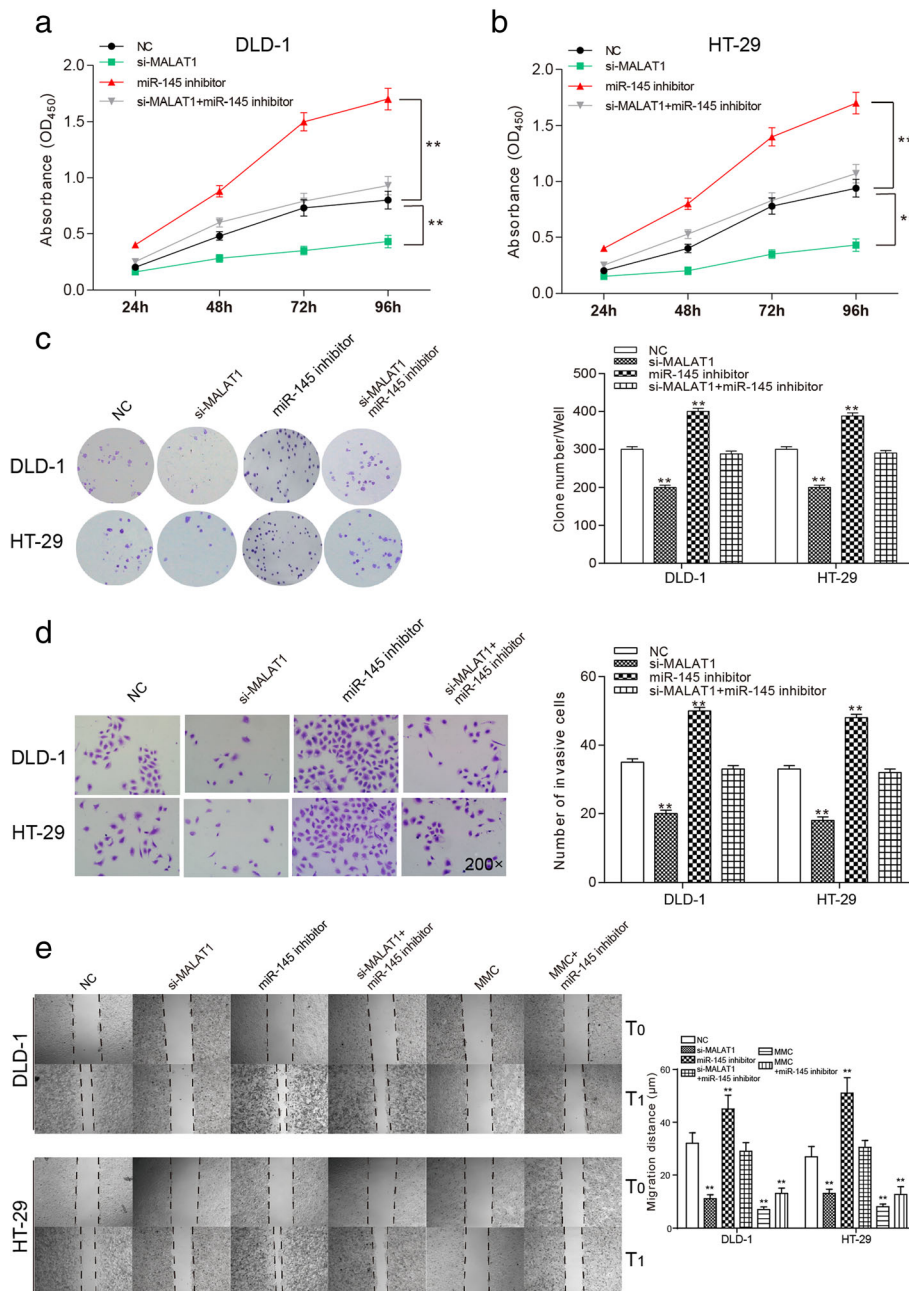 a
DLD-1
NC
si-MALAT1
miR-145 inhibitor
si-MALAT1+miR-145 inhibitor
Absorbance (OD450)
2.0
1.5
1.0
0.5
0.0
**
**
24h 48h 72h 96h
b
HT-29
NC
si-MALAT1
miR-145 inhibitor
si-MALAT1+miR-145 inhibitor
Absorbance (OD450)
2.0
1.5
1.0
0.5
0.0
**
*
24h 48h 72h 96h
c
NC
si-MALAT1
miR-145 inhibitor
si-MALAT1
miR-145 inhibitor
DLD-1
HT-29
NC
si-MALAT1
miR-145 inhibitor
si-MALAT1+miR-145 inhibitor
Clone number/Well
500
400
300
200
400
0
** ** ** **
DLD-1 HT-29
d
NC
si-MALAT1
miR-145 inhibitor
si-MALAT1+
miR-145 inhibitor
DLD-1
HT-29
200×
NC
si-MALAT1
miR-145 inhibitor
si-MALAT1+miR-145 inhibitor
Number of invasive cells
60
40
20
0
** ** ** **
DLD-1 HT-29
e
NC
si-MALAT1
miR-145 inhibitor
si-MALAT1+
miR-145 inhibitor
MMC
MMC+
miR-145 inhibitor
DLD-1
T0
T1
HT-29
T0
T1
NC
si-MALAT1
miR-145 inhibitor
si-MALAT1
+miR-145 inhibitor
MMC
MMC
+miR-145 inhibitor
Migration distance (μm)
60
40
20
0
** ** ** ** ** ** ** **
DLD-1 HT-29